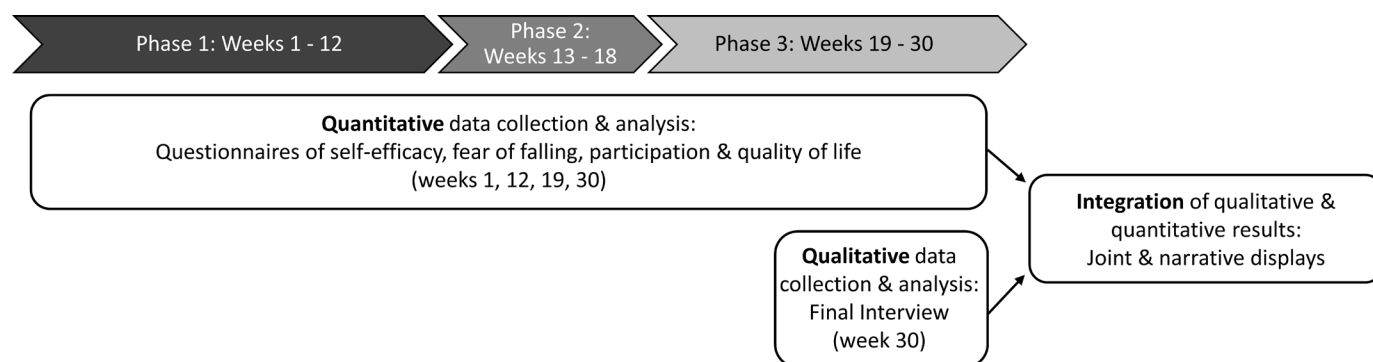 Phase 1: Weeks 1 - 12
Phase 2:
Weeks 13 - 18
Phase 3: Weeks 19 - 30
Quantitative data collection & analysis:
Questionnaires of self-efficacy, fear of falling, participation & quality of life
(weeks 1, 12, 19, 30)
Qualitative data
collection & analysis:
Final Interview
(week 30)
Integration of qualitative &
quantitative results:
Joint & narrative displays